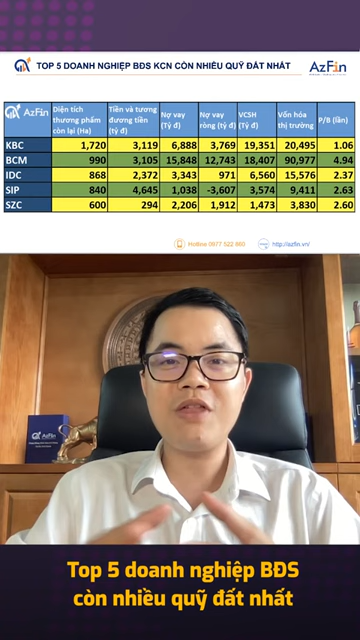 TOP 5 DOANH NGHIỆP BĐS KCN CÒN NHIỀU QUỸ ĐẤT NHẤT
AzFin
AzFin
Diện tích thương phẩm còn lại (Ha)
Tiền và tương đương tiền (tỷ đ)
Nợ vay (Tỷ đ)
Nợ vay ròng (tỷ đ)
VCSH (Tỷ đ)
Vốn hóa thị trường
P/B (lần)
KBC 1,720 3,119 6,888 3,769 19,351 20,495 1.06
BCM 990 3,105 15,848 12,743 18,407 90,977 4.94
IDC 868 2,372 3,343 971 6,560 15,576 2.37
SIP 840 4,645 1,038 -3,607 3,574 9,411 2.63
SZC 600 294 2,206 1,912 1,473 3,830 2.60
Hotline 0877 522 860
http://azfin.vn/
AzFin
Top 5 doanh nghiệp BĐS
còn nhiều quỹ đất nhất